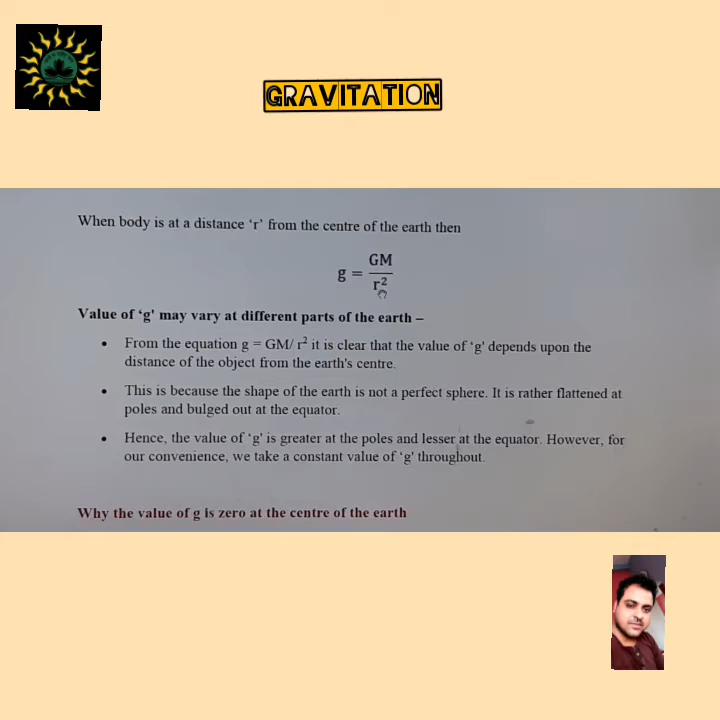 GRAVITATION
When body is at a distance 'r' from the centre of the earth then
g = GM/r²
Value of 'g' may vary at different parts of the earth –
• From the equation g = GM/ r² it is clear that the value of 'g' depends upon the
distance of the object from the earth's centre.
• This is because the shape of the earth is not a perfect sphere. It is rather flattened at
poles and bulged out at the equator.
• Hence, the value of 'g' is greater at the poles and lesser at the equator. However, for
our convenience, we take a constant value of 'g' throughout.
Why the value of g is zero at the centre of the earth